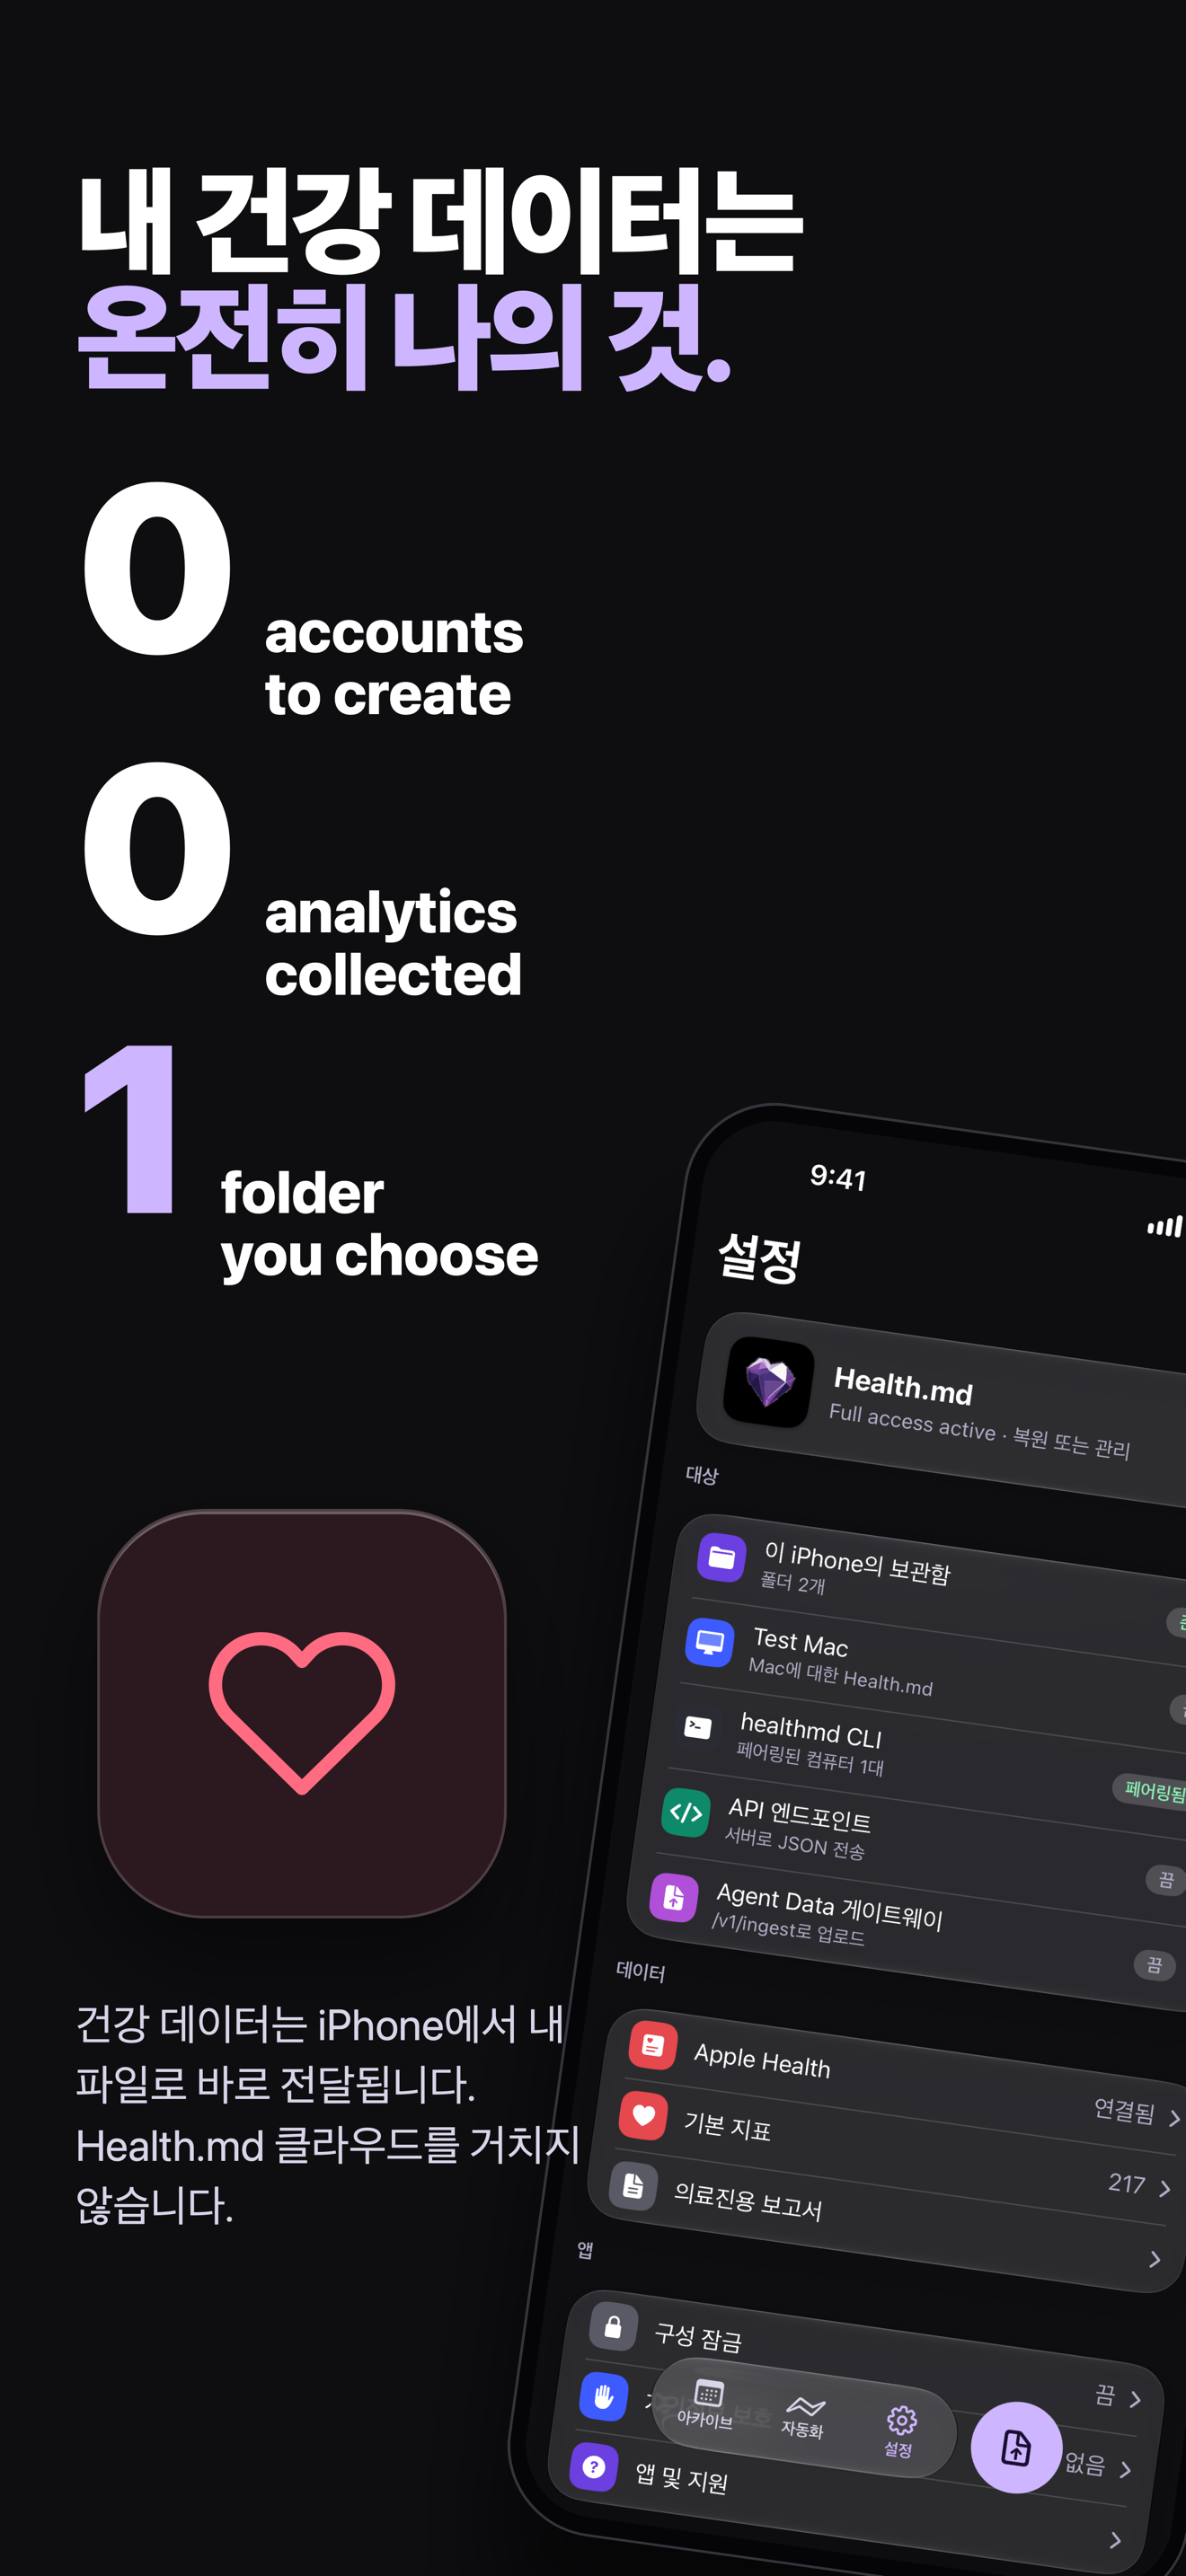 내 건강 데이터는
온전히 나의 것.
0
accounts
to create
0
analytics
collected
1
folder
you choose
건강 데이터는 iPhone에서 내
파일로 바로 전달됩니다.
Health.md 클라우드를 거치지
않습니다.
9:41
설정
Health.md
Full access active · 복원 또는 관리
대상
이 iPhone의 보관함
폴더 2개
Test Mac
Mac에 대한 Health.md
healthmd CLI
페어링된 컴퓨터 1대
페어링됨
API 엔드포인트
서버로 JSON 전송
끔
Agent Data 게이트웨이
/v1/ingest로 업로드
끔
데이터
Apple Health
연결됨
기본 지표
217
의료진용 보고서
앱
구성 잠금
끔
없음
앱 및 지원
아카이브
자동화
설정